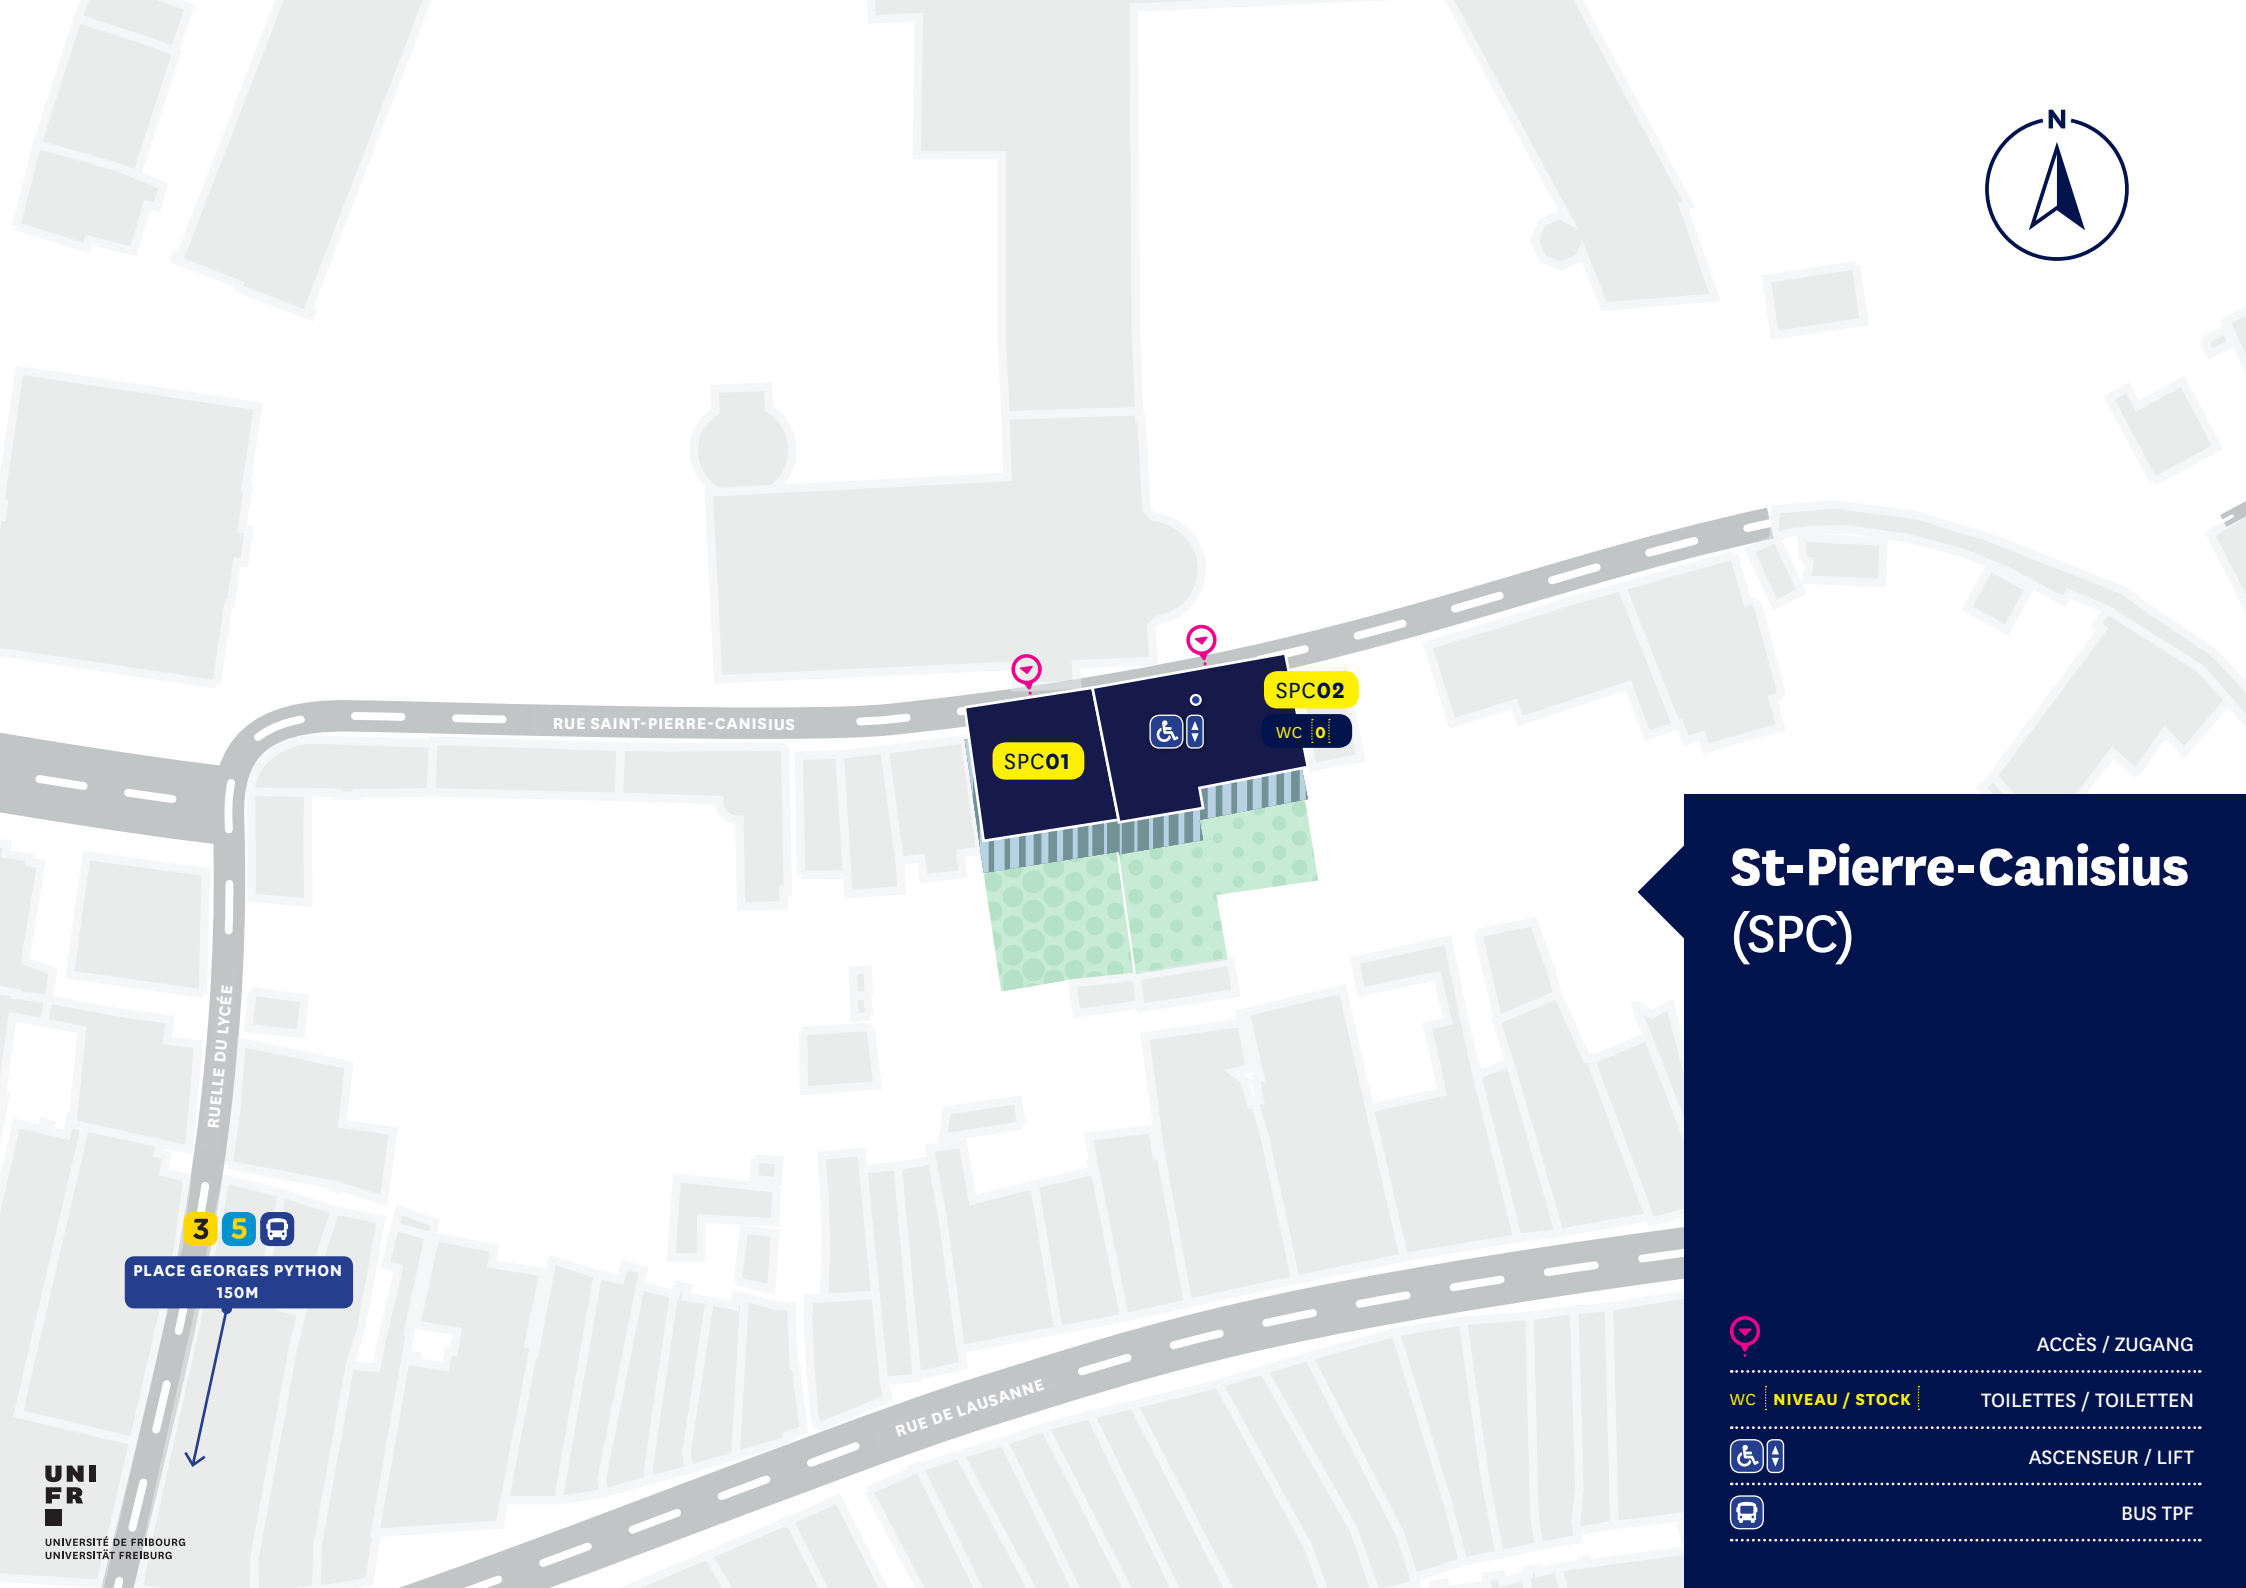 N
RUE SAINT-PIERRE-CANISIUS
SPC01
SPC02
WC 0
RUELLE DU LYCÉE
3 5
PLACE GEORGES PYTHON
150M
RUE DE LAUSANNE
UNI
FR
UNIVERSITÉ DE FRIBOURG
UNIVERSITÄT FREIBURG
St-Pierre-Canisius
(SPC)
ACCÈS / ZUGANG
WC NIVEAU / STOCK TOILETTES / TOILETTEN
ASCENSEUR / LIFT
BUS TPF